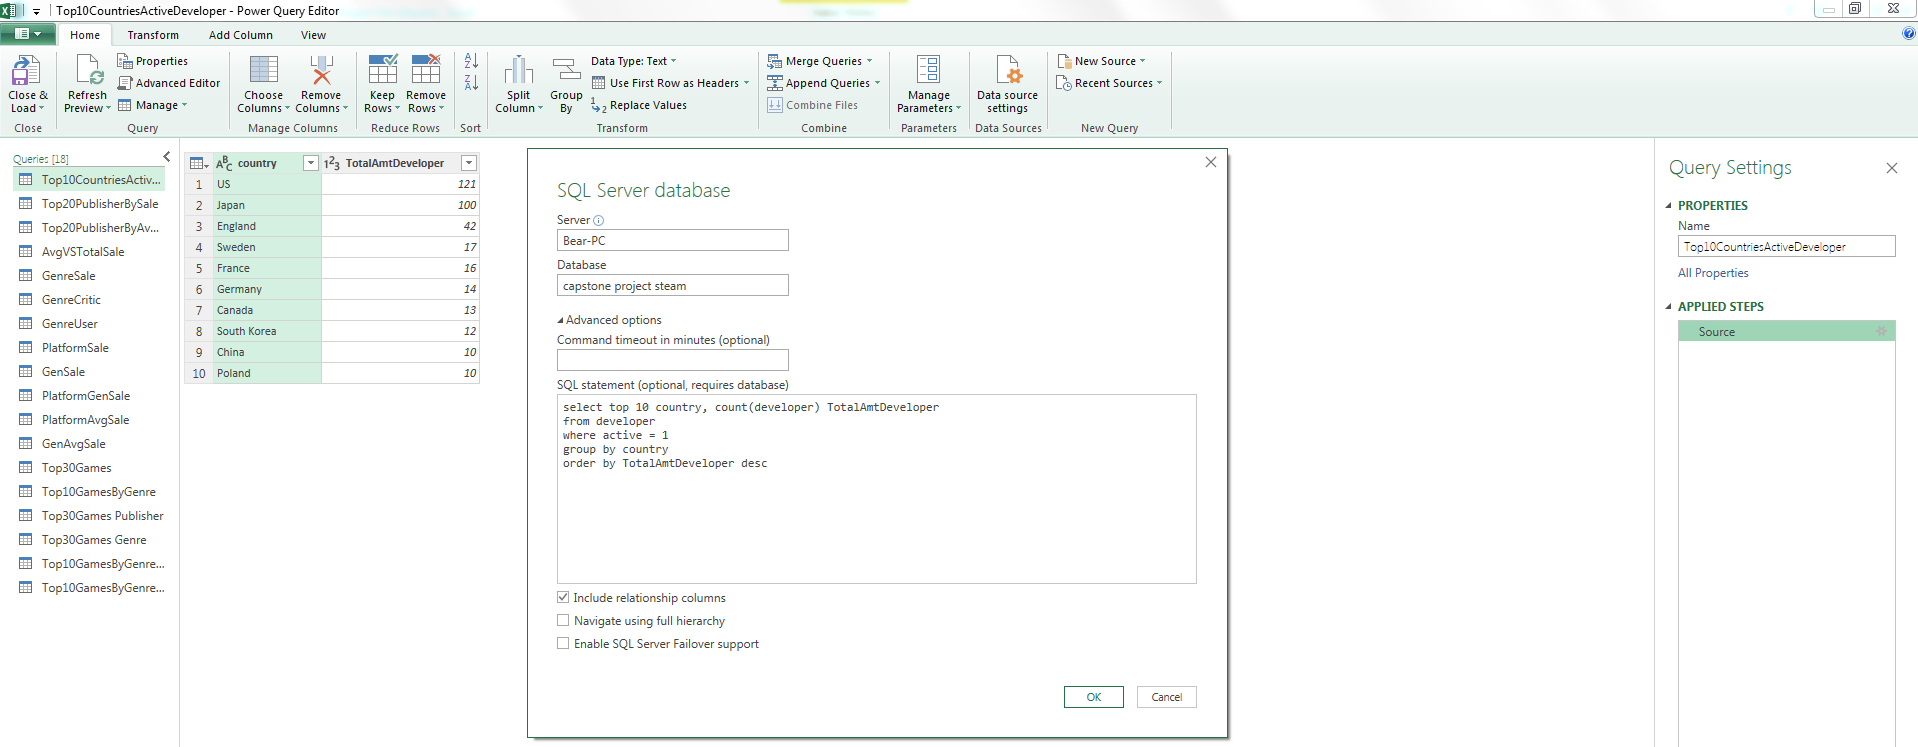 Top10CountriesActiveDeveloper - Power Query Editor
Home Transform Add Column View
Close & Load
Close
Refresh Preview
Properties
Advanced Editor
Manage
Query
Choose Columns
Remove Columns
Manage Columns
Keep Rows
Remove Rows
Reduce Rows
A Z
Z A
Sort
Split Column
Group By
Data Type: Text
Use First Row as Headers
1 2 Replace Values
Transform
Merge Queries
Append Queries
Combine Files
Combine
Manage Parameters
Parameters
Data source settings
Data Sources
New Source
Recent Sources
New Query
Queries [18]
Top10CountriesActiv...
Top20PublisherBySale
Top20PublisherByAv...
AvgVSTotalSale
GenreSale
GenreCritic
GenreUser
PlatformSale
GenSale
PlatformGenSale
PlatformAvgSale
GenAvgSale
Top30Games
Top10GamesByGenre
Top30Games Publisher
Top30Games Genre
Top10GamesByGenre...
Top10GamesByGenre...
ABC country 123 TotalAmtDeveloper
1 US 121
2 Japan 100
3 England 42
4 Sweden 17
5 France 16
6 Germany 14
7 Canada 13
8 South Korea 12
9 China 10
10 Poland 10
SQL Server database
Server
Bear-PC
Database
capstone project steam
Advanced options
Command timeout in minutes (optional)
SQL statement (optional, requires database)
select top 10 country, count(developer) TotalAmtDeveloper
from developer
where active = 1
group by country
order by TotalAmtDeveloper desc
Include relationship columns
Navigate using full hierarchy
Enable SQL Server Failover support
OK Cancel
Query Settings
PROPERTIES
Name
Top10CountriesActiveDeveloper
All Properties
APPLIED STEPS
Source